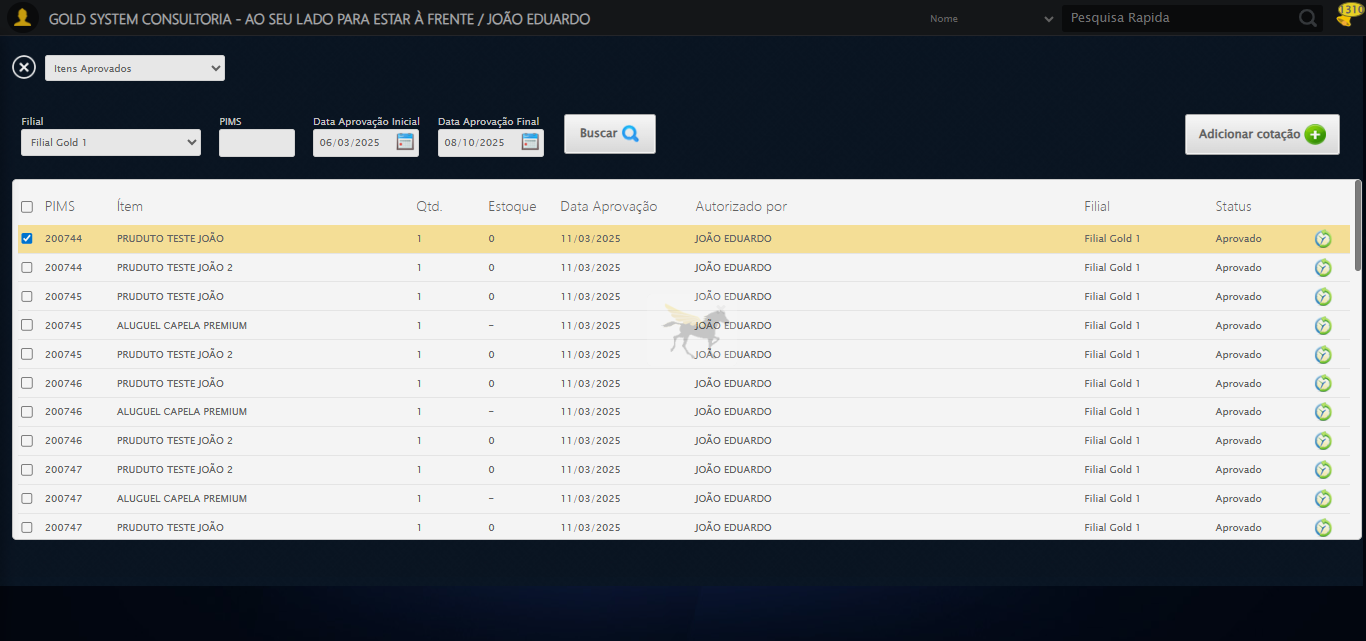 GOLD SYSTEM CONSULTORIA - AO SEU LADO PARA ESTAR À FRENTE / JOÃO EDUARDO Nome Pesquisa Rapida 1310
Itens Aprovados
Filial PIMS Data Aprovação Inicial Data Aprovação Final
Filial Gold 1 06/03/2025 08/10/2025 Buscar Adicionar cotação
PIMS Ítem Qtd. Estoque Data Aprovação Autorizado por Filial Status
200744 PRUDUTO TESTE JOÃO 1 0 11/03/2025 JOÃO EDUARDO Filial Gold 1 Aprovado
200744 PRUDUTO TESTE JOÃO 2 1 0 11/03/2025 JOÃO EDUARDO Filial Gold 1 Aprovado
200745 PRUDUTO TESTE JOÃO 1 0 11/03/2025 JOÃO EDUARDO Filial Gold 1 Aprovado
200745 ALUGUEL CAPELA PREMIUM 1 - 11/03/2025 JOÃO EDUARDO Filial Gold 1 Aprovado
200745 PRUDUTO TESTE JOÃO 2 1 0 11/03/2025 JOÃO EDUARDO Filial Gold 1 Aprovado
200746 PRUDUTO TESTE JOÃO 1 0 11/03/2025 JOÃO EDUARDO Filial Gold 1 Aprovado
200746 ALUGUEL CAPELA PREMIUM 1 - 11/03/2025 JOÃO EDUARDO Filial Gold 1 Aprovado
200746 PRUDUTO TESTE JOÃO 2 1 0 11/03/2025 JOÃO EDUARDO Filial Gold 1 Aprovado
200747 PRUDUTO TESTE JOÃO 2 1 0 11/03/2025 JOÃO EDUARDO Filial Gold 1 Aprovado
200747 ALUGUEL CAPELA PREMIUM 1 - 11/03/2025 JOÃO EDUARDO Filial Gold 1 Aprovado
200747 PRUDUTO TESTE JOÃO 1 0 11/03/2025 JOÃO EDUARDO Filial Gold 1 Aprovado